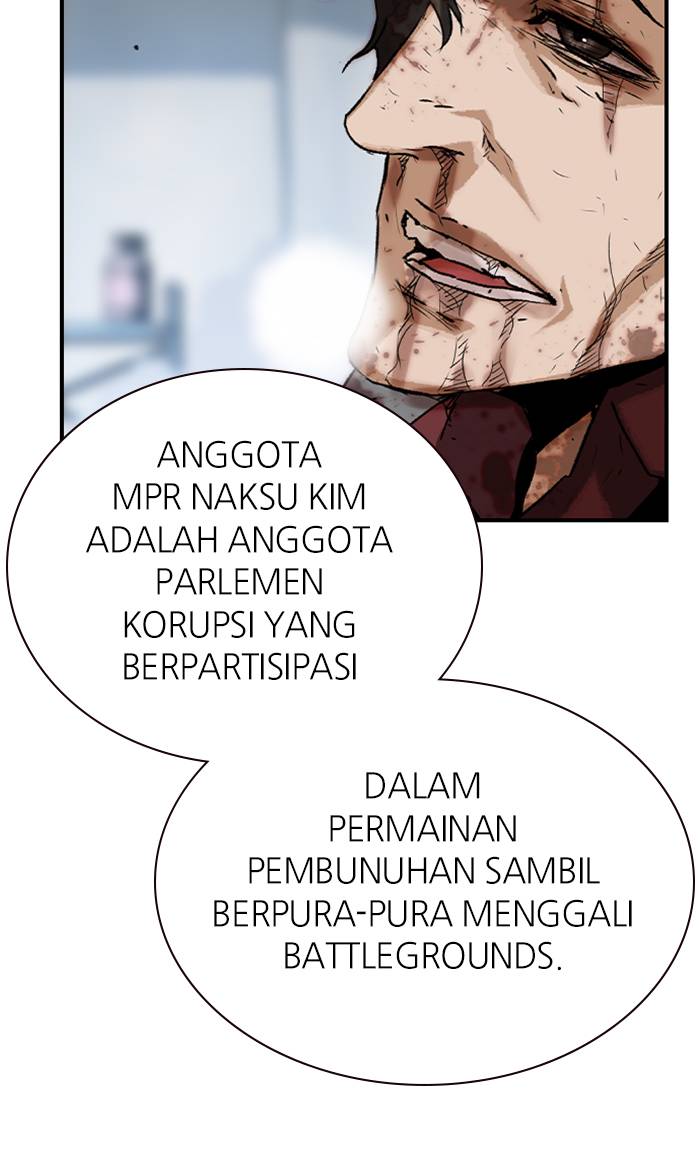 ANGGOTA
MPR NAKSU KIM
ADALAH ANGGOTA
PARLEMEN
KORUPSI YANG
BERPARTISIPASI
DALAM
PERMAINAN
PEMBUNUHAN SAMBIL
BERPURA-PURA MENGGALI
BATTLEGROUNDS.